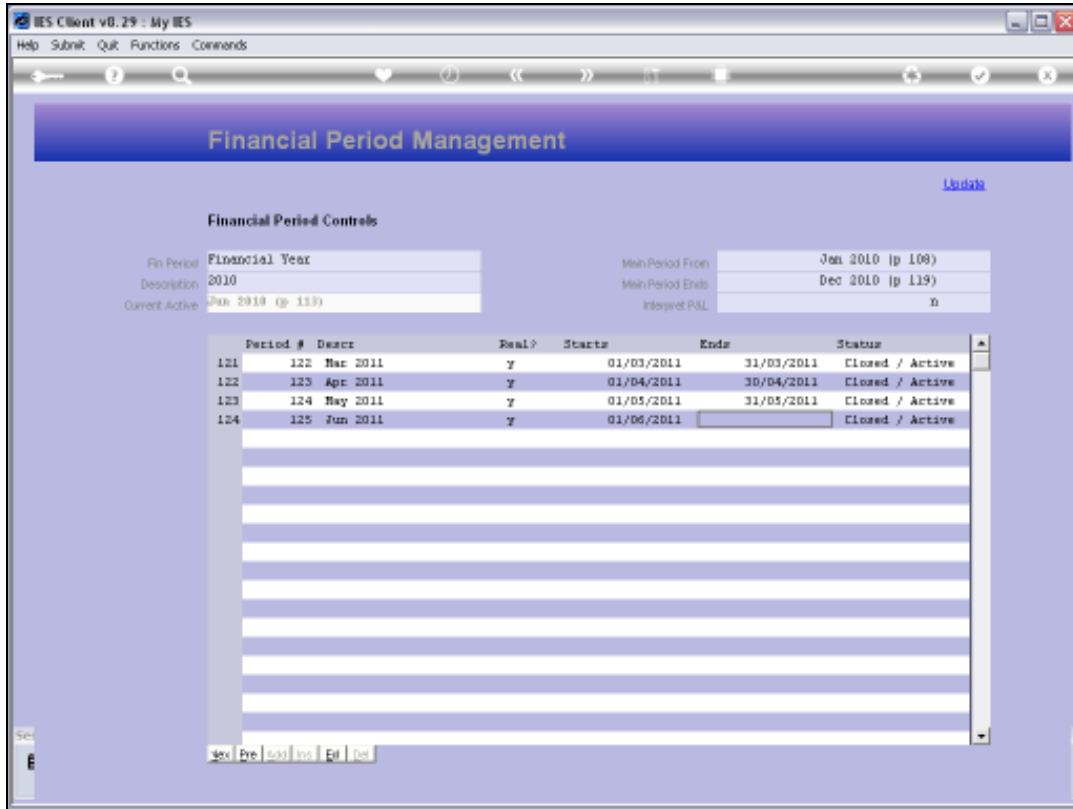 IES Client v8.29 : My IES
Help Submit Quit Functions Commands
Financial Period Management
Update
Financial Period Controls
Fin Period Financial Year Main Period From Jan 2010 (p 108)
Description 2010 Main Period Ends Dec 2010 (p 119)
Current Active Jun 2010 (p 113) Interpret P&L n
Period # Descr Real? Starts Ends Status
121 122 Mar 2011 y 01/03/2011 31/03/2011 Closed / Active
122 123 Apr 2011 y 01/04/2011 30/04/2011 Closed / Active
123 124 May 2011 y 01/05/2011 31/05/2011 Closed / Active
124 125 Jun 2011 y 01/06/2011 Closed / Active
Nex Pre Add Ins Ed Del